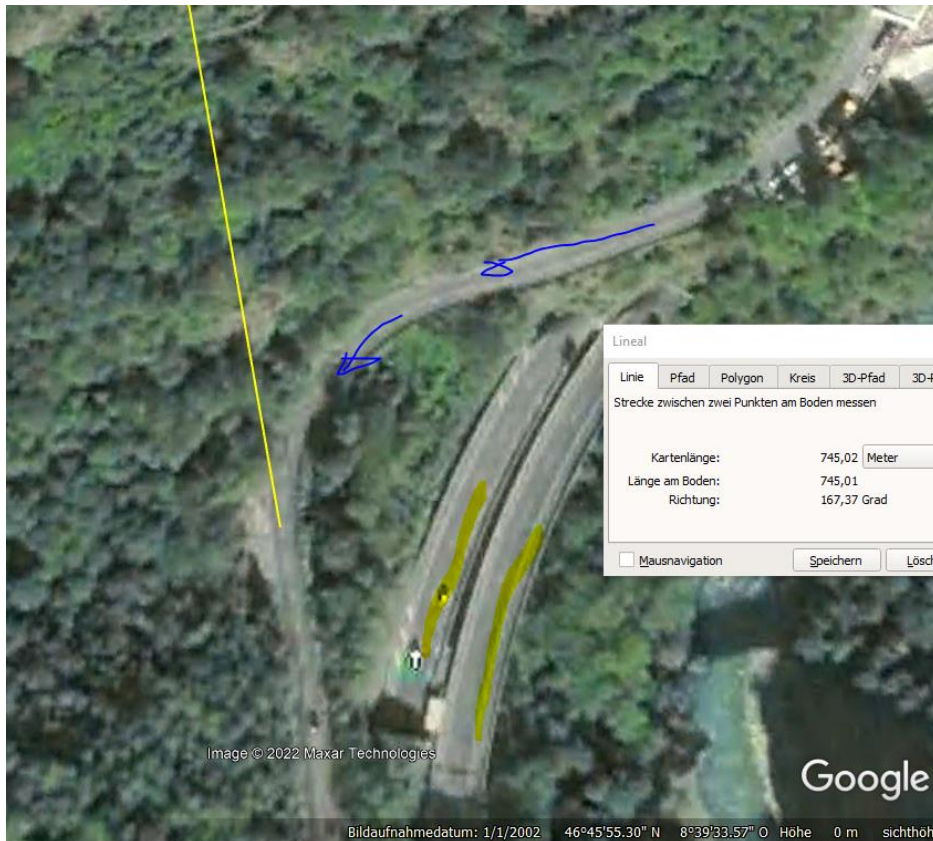 Lineal
Linie Pfad Polygon Kreis 3D-Pfad
Strecke zwischen zwei Punkten am Boden messen
Kartenlänge: 745,02 Meter
Länge am Boden: 745,01
Richtung: 167,37 Grad
Mausnavigation Speichern
Image © 2022 Maxar Technologies
Google
Bildaufnahmedatum: 1/1/2002 46°45'55.30" N 8°39'33.57" O Höhe 0 m